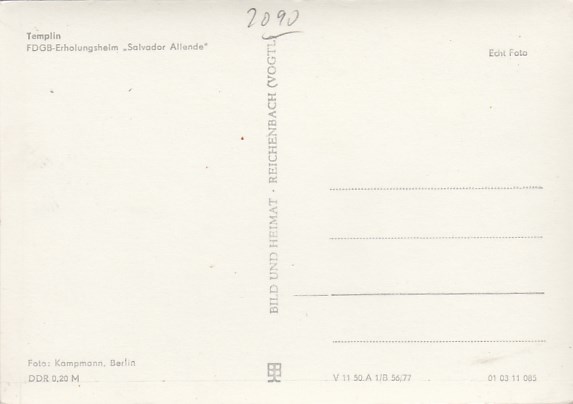 2090
Templin
FDGB-Erholungsheim „Salvador Allende"
Echt Foto
BILD UND HEIMAT · REICHENBACH (VOGTL)
Foto: Kampmann, Berlin
DDR 0,20 M
V 11 50 A 1/B 56/77
01 03 11 085